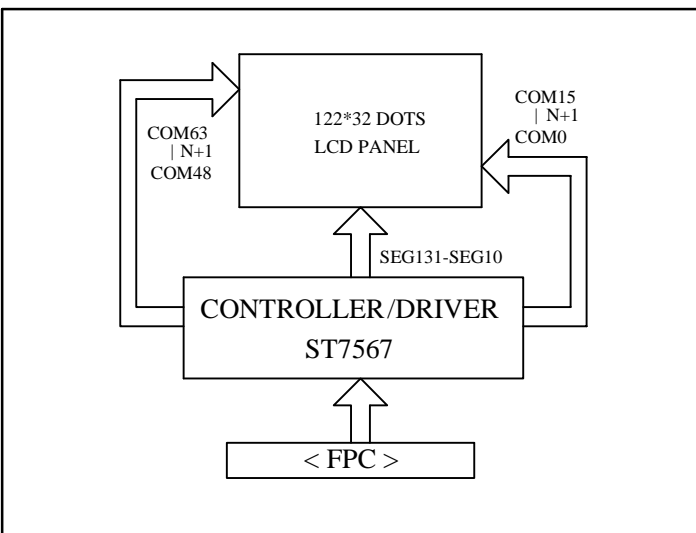 122*32 DOTS
LCD PANEL
COM63
| N+1
COM48
COM15
| N+1
COM0
SEG131-SEG10
CONTROLLER/DRIVER
ST7567
< FPC >